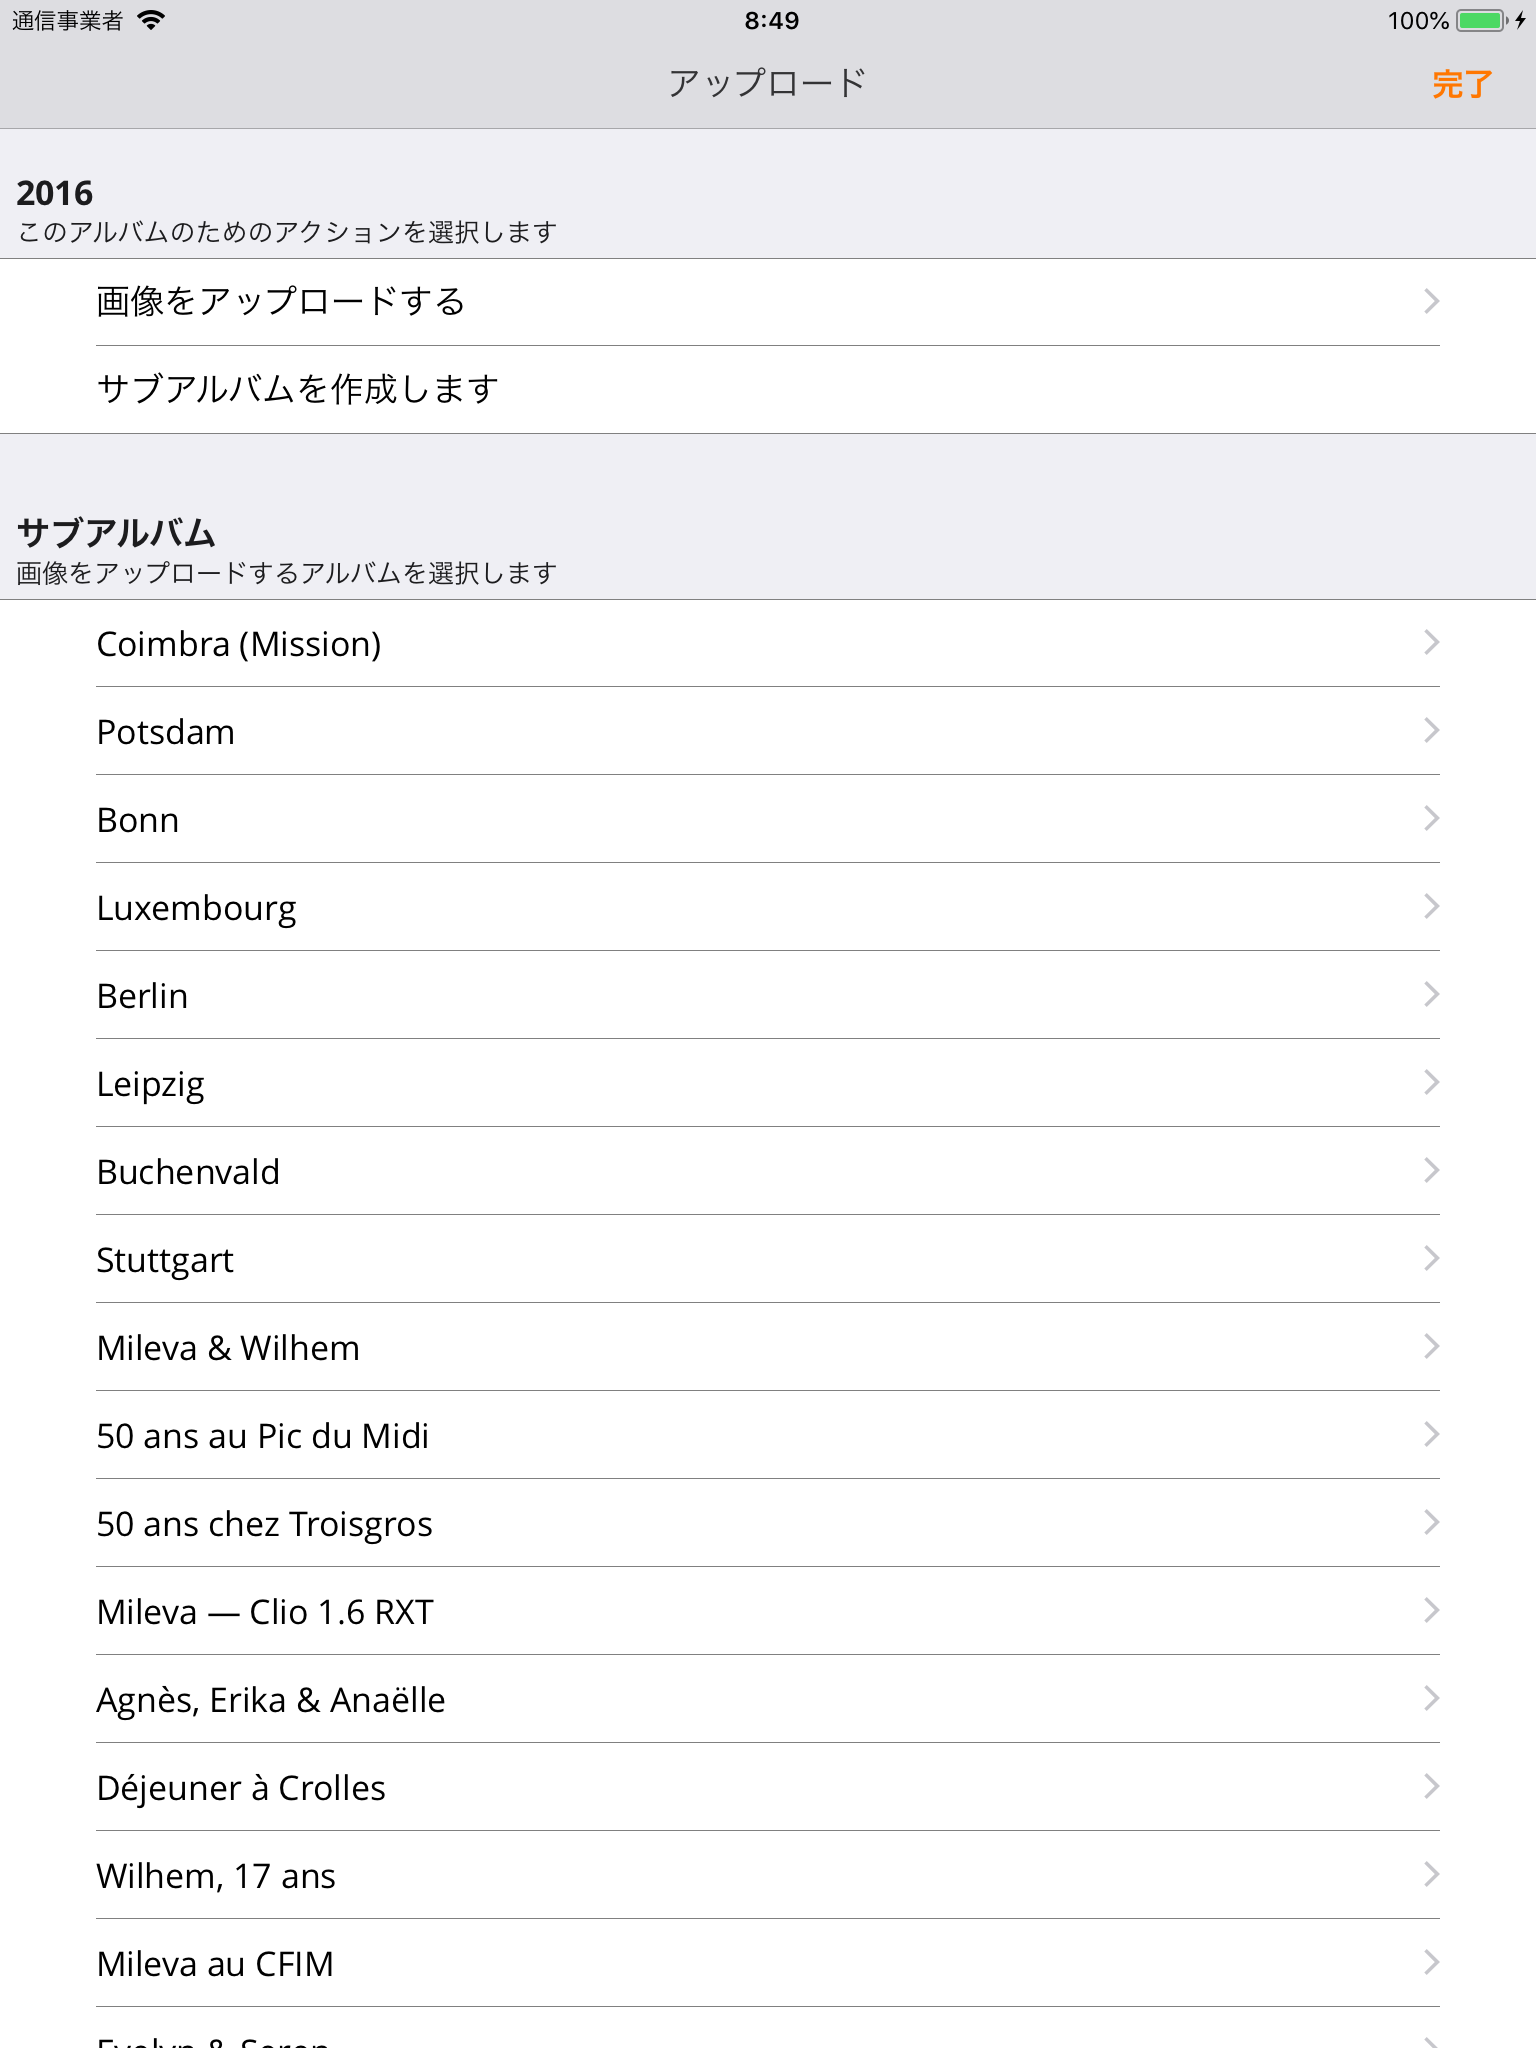 通信事業者 8:49 100%
アップロード 完了
2016
このアルバムのためのアクションを選択します
画像をアップロードする
サブアルバムを作成します
サブアルバム
画像をアップロードするアルバムを選択します
Coimbra (Mission)
Potsdam
Bonn
Luxembourg
Berlin
Leipzig
Buchenvald
Stuttgart
Mileva & Wilhem
50 ans au Pic du Midi
50 ans chez Troisgros
Mileva — Clio 1.6 RXT
Agnès, Erika & Anaëlle
Déjeuner à Crolles
Wilhem, 17 ans
Mileva au CFIM
Evelyn & Soren